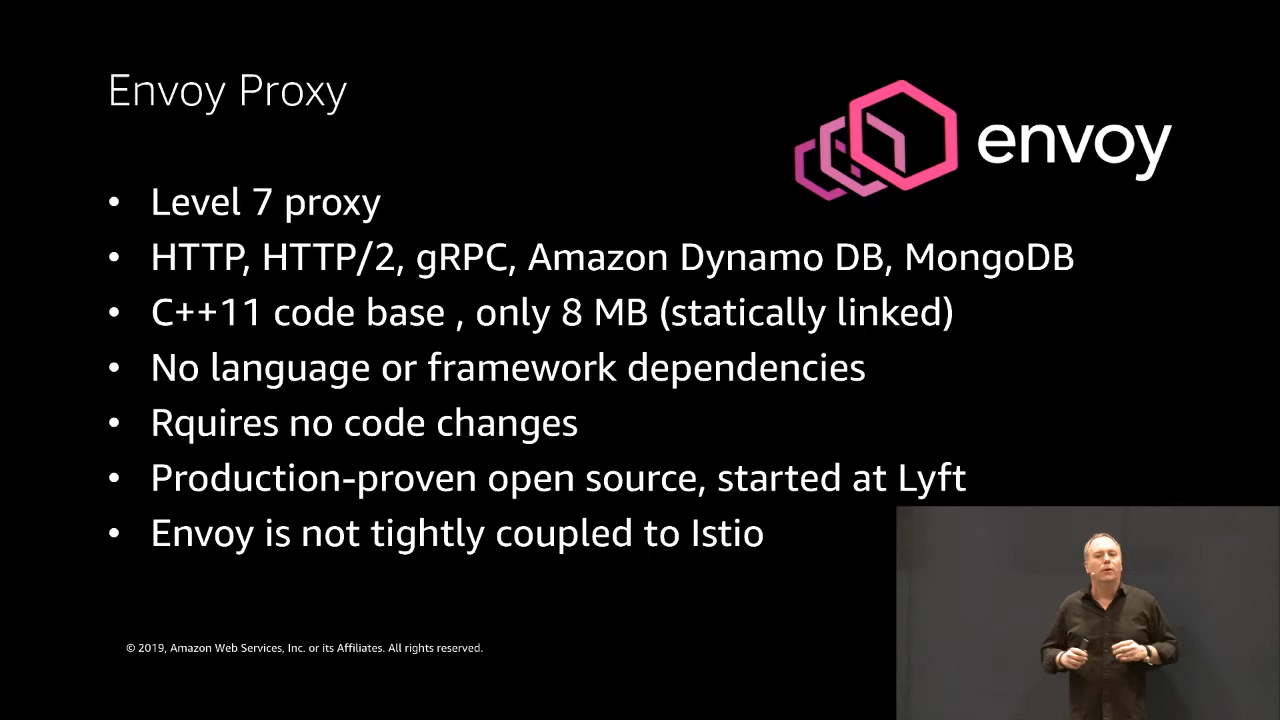 Envoy Proxy
envoy
• Level 7 proxy
• HTTP, HTTP/2, gRPC, Amazon Dynamo DB, MongoDB
• C++11 code base , only 8 MB (statically linked)
• No language or framework dependencies
• Rquires no code changes
• Production-proven open source, started at Lyft
• Envoy is not tightly coupled to Istio
© 2019, Amazon Web Services, Inc. or its Affiliates. All rights reserved.